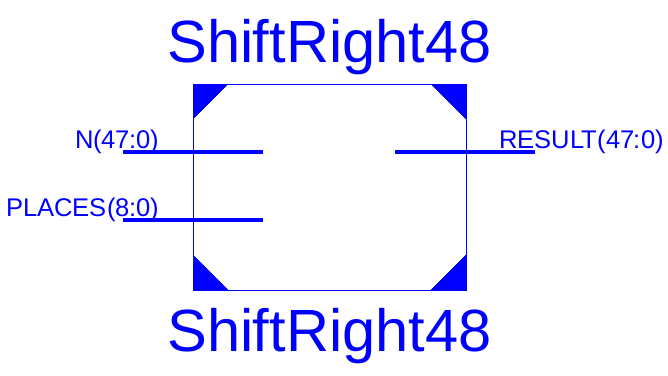 ShiftRight48
N(47:0)
RESULT(47:0)
PLACES(8:0)
ShiftRight48